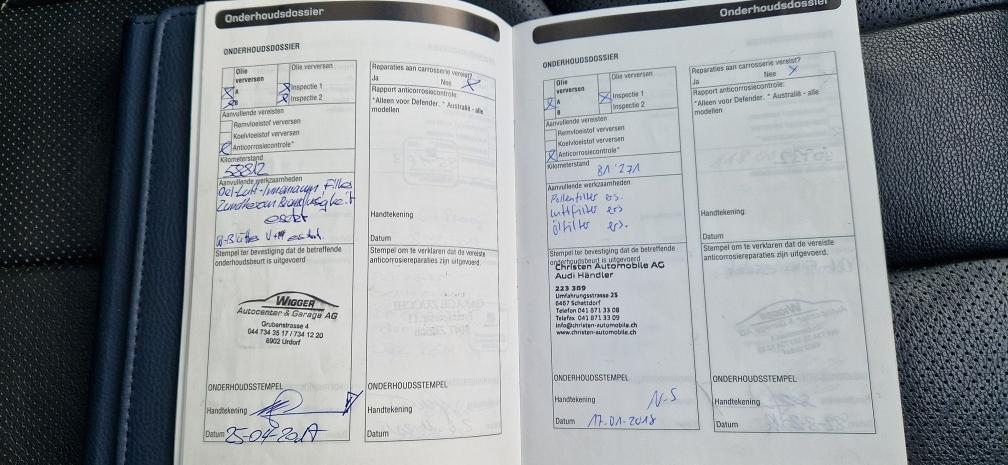 Onderhoudsdossier
ONDERHOUDSDOSSIER
Olie verversen
Olie verversen
A
B
Inspectie 1
Inspectie 2
Aanvullende vereisten
Remvloeistof verversen
Koelvloeistof verversen
Anticorrosiecontrole*
Kilometerstand
Aanvullende werkzaamheden
Stempel ter bevestiging dat de betreffende
onderhoudsbeurt is uitgevoerd
WIGGER
Autocenter & Garage AG
Grubenstrasse 4
044 734 35 17 / 734 12 20
8902 Urdorf
ONDERHOUDSSTEMPEL
Handtekening
Datum 25-04-2017
Reparaties aan carrosserie vereist?
Ja Nee X
Rapport anticorrosiecontrole:
*Alleen voor Defender. * Australië - alle
modellen
Handtekening
Datum
Stempel om te verklaren dat de vereiste
anticorrosiereparaties zijn uitgevoerd.
ONDERHOUDSSTEMPEL
Handtekening
Datum
Onderhoudsdossier
ONDERHOUDSDOSSIER
Olie verversen
Olie verversen
A
B
Inspectie 1
Inspectie 2
Aanvullende vereisten
Remvloeistof verversen
Koelvloeistof verversen
Anticorrosiecontrole*
Kilometerstand
81'271
Aanvullende werkzaamheden
Pollenfilter ers.
Luftfilter ers
ölfilter ers.
Stempel ter bevestiging dat de betreffende
onderhoudsbeurt is uitgevoerd
Christen Automobile AG
Audi Händler
223 389
Umfahrungsstrasse 25
6467 Schattdorf
Telefon 041 871 33 08
Telefax 041 871 33 09
info@christen-automobile.ch
www.christen-automobile.ch
ONDERHOUDSSTEMPEL
Handtekening N-S
Datum 17-01-2018
Reparaties aan carrosserie vereist?
Ja Nee X
Rapport anticorrosiecontrole:
*Alleen voor Defender. * Australië - alle
modellen
Handtekening
Datum
Stempel om te verklaren dat de vereiste
anticorrosiereparaties zijn uitgevoerd.
ONDERHOUDSSTEMPEL
Handtekening
Datum